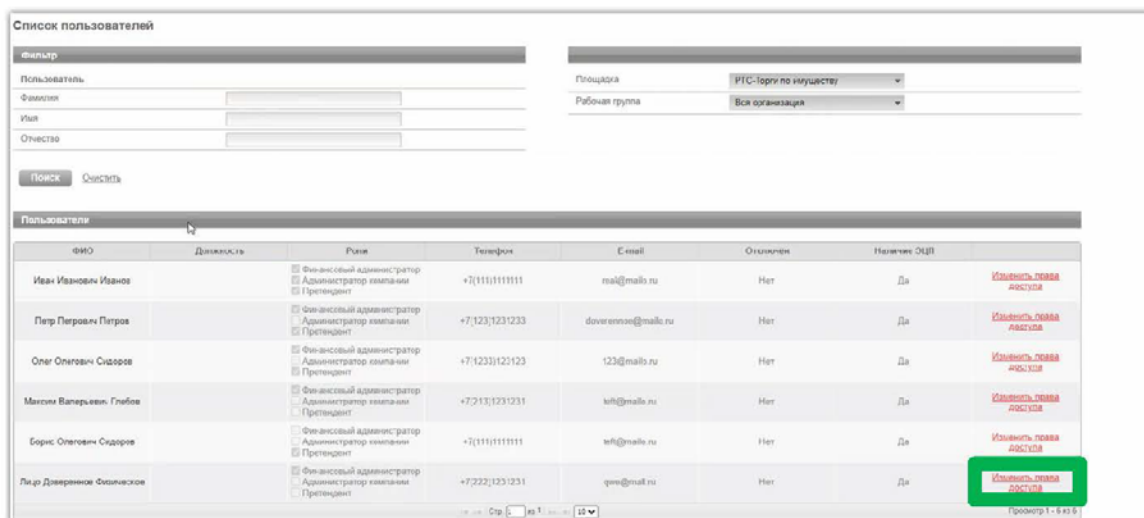 Список пользователей
Фильтр
Пользователь
Фамилия
Имя
Отчество
Площадка РТС-Торги по имуществу
Рабочая группа Вся организация
Поиск Очистить
Пользователи
ФИО Должность Роли Телефон E-mail Отключен Наличие ЭЦП
Иван Иванович Иванов Финансовый администратор Администратор компании Претендент +7(111)1111111 Нет Да Изменить права доступа
Петр Петрович Петров Финансовый администратор Администратор компании Претендент +7(123)1231233 Нет Да Изменить права доступа
Олег Олегович Сидоров Финансовый администратор Администратор компании Претендент 123@mails.ru Нет Да Изменить права доступа
Максим Валерьевич Глебов Финансовый администратор Администратор компании Претендент +7(213)1231231 Нет Да Изменить права доступа
Борис Олегович Сидоров Финансовый администратор Администратор компании Претендент +7(111)1111111 Нет Да Изменить права доступа
Лицо Доверенное Физическое Финансовый администратор Администратор компании Претендент +7(222)1231231 Нет Да Изменить права доступа
Стр. 1 из 1 10 Просмотр 1 - 6 из 6